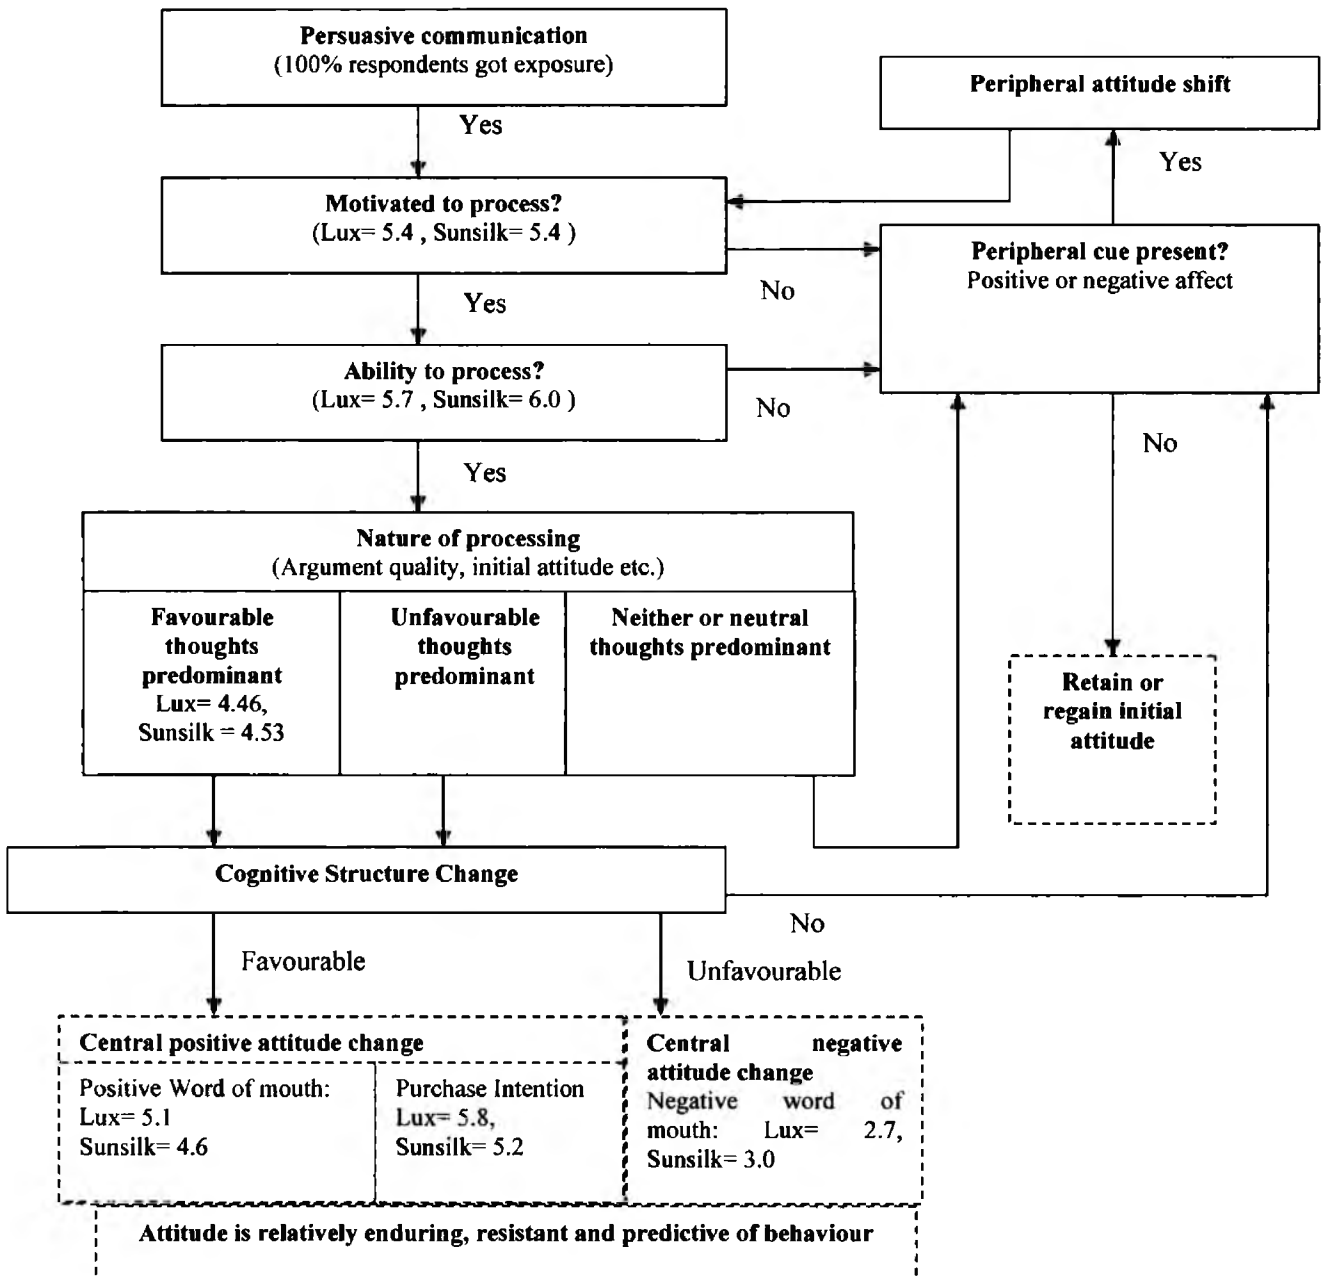 Persuasive communication
(100% respondents got exposure)
Yes
Peripheral attitude shift
Yes
Motivated to process?
(Lux= 5.4 , Sunsilk= 5.4 )
No
Yes
Peripheral cue present?
Positive or negative affect
Ability to process?
(Lux= 5.7 , Sunsilk= 6.0 )
No
Yes
No
Nature of processing
(Argument quality, initial attitude etc.)
Favourable
thoughts
predominant
Lux= 4.46,
Sunsilk = 4.53
Unfavourable
thoughts
predominant
Neither or neutral
thoughts predominant
Retain or
regain initial
attitude
Cognitive Structure Change
No
Favourable
Unfavourable
Central positive attitude change
Positive Word of mouth:
Lux= 5.1
Sunsilk= 4.6
Purchase Intention
Lux= 5.8,
Sunsilk= 5.2
Central negative
attitude change
Negative word of
mouth: Lux= 2.7,
Sunsilk= 3.0
Attitude is relatively enduring, resistant and predictive of behaviour